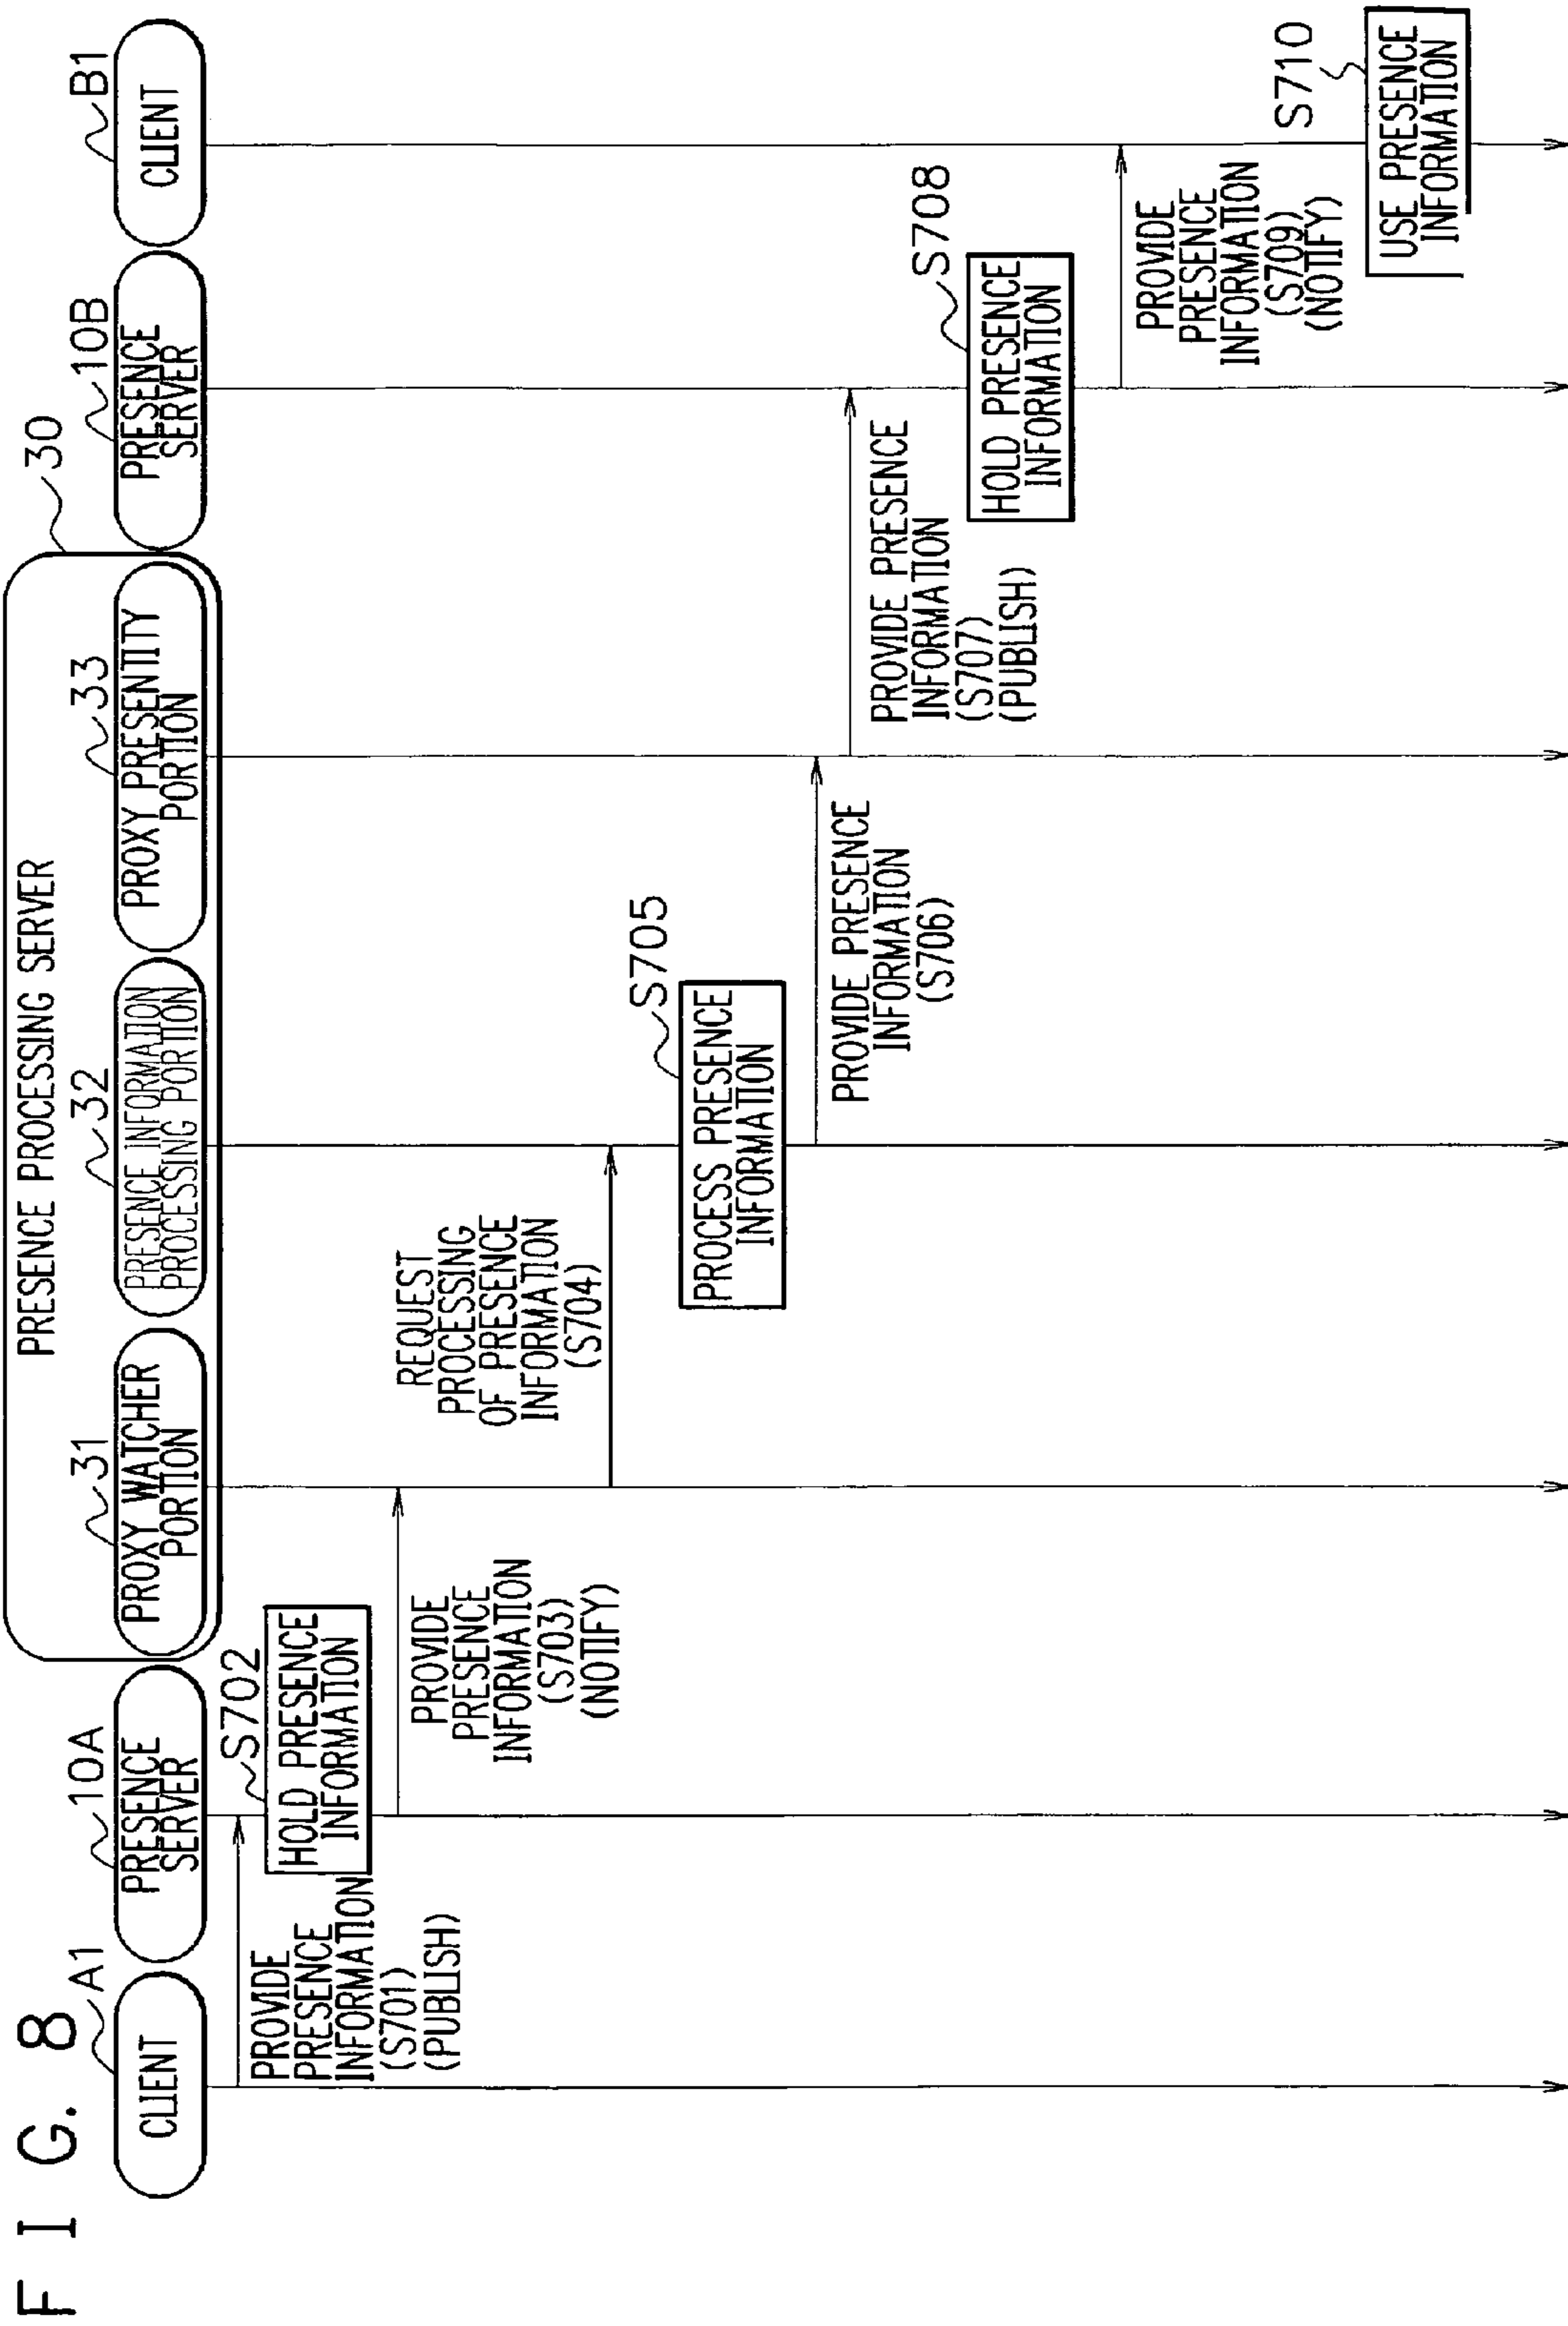 FIG. 8
PRESENCE PROCESSING SERVER
30
A1
CLIENT
10A
PRESENCE
SERVER
31
PROXY WATCHER
PORTION
32
PRESENCE INFORMATION
PROCESSING PORTION
33
PROXY PRESENTITY
PORTION
10B
PRESENCE
SERVER
B1
CLIENT
PROVIDE
PRESENCE
INFORMATION
(S701)
(PUBLISH)
S702
HOLD PRESENCE
INFORMATION
PROVIDE
PRESENCE
INFORMATION
(S703)
(NOTIFY)
REQUEST
PROCESSING
OF PRESENCE
INFORMATION
(S704)
S705
PROCESS PRESENCE
INFORMATION
PROVIDE PRESENCE
INFORMATION
(S706)
PROVIDE PRESENCE
INFORMATION
(S707)
(PUBLISH)
S708
HOLD PRESENCE
INFORMATION
PROVIDE
PRESENCE
INFORMATION
(S709)
(NOTIFY)
S710
USE PRESENCE
INFORMATION